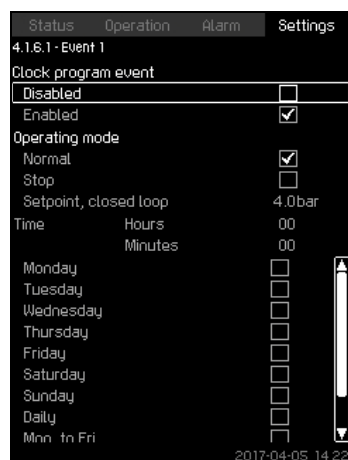 Status Operation Alarm Settings
4.1.6.1 - Event 1
Clock program event
Disabled
Enabled
Operating mode
Normal
Stop
Setpoint, closed loop 4.0bar
Time Hours 00
Minutes 00
Monday
Tuesday
Wednesday
Thursday
Friday
Saturday
Sunday
Daily
Mon. to Fri
2017-04-05 14:22